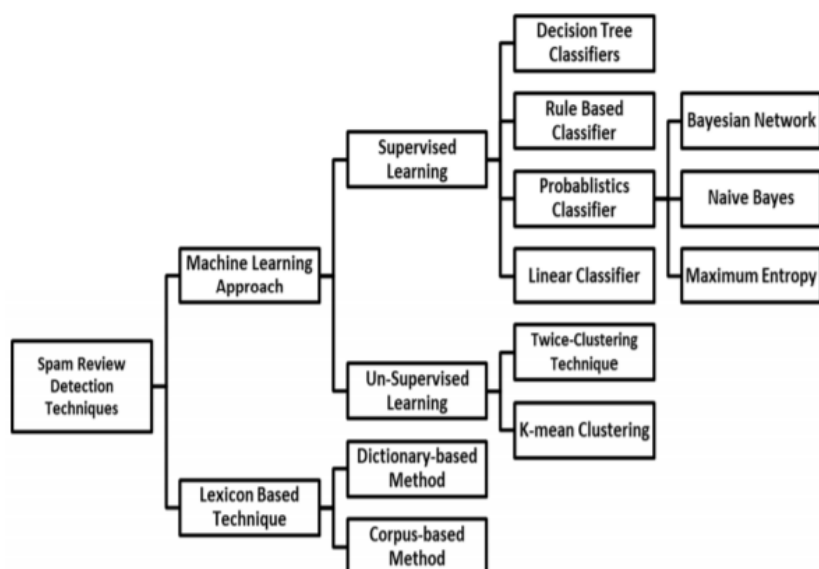 Decision Tree
Classifiers
Rule Based
Classifier
Bayesian Network
Supervised
Learning
Probablistics
Classifier
Naive Bayes
Machine Learning
Approach
Linear Classifier
Maximum Entropy
Spam Review
Detection
Techniques
Twice-Clustering
Technique
Un-Supervised
Learning
K-mean Clustering
Dictionary-based
Method
Lexicon Based
Technique
Corpus-based
Method